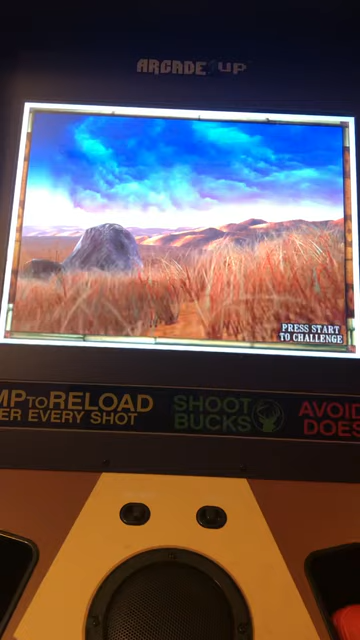 ARCADE1UP
PRESS START
TO CHALLENGE
MP TO RELOAD
ER EVERY SHOT
SHOOT
BUCKS
AVOID
DOES